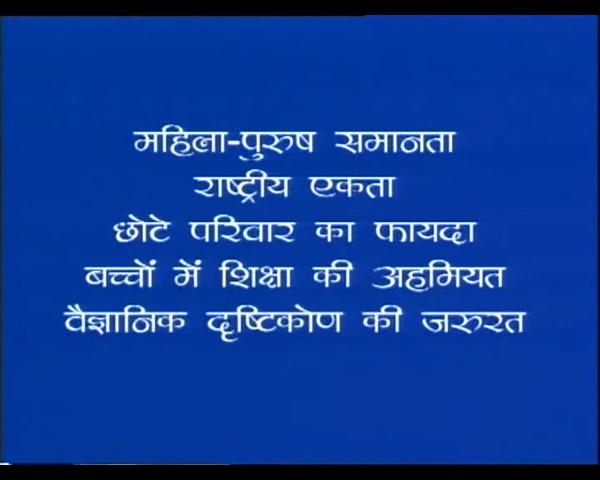 महिला-पुरुष समानता
राष्ट्रीय एकता
छोटे परिवार का फायदा
बच्चों में शिक्षा की अहमियत
वैज्ञानिक दृष्टिकोण की जरुरत